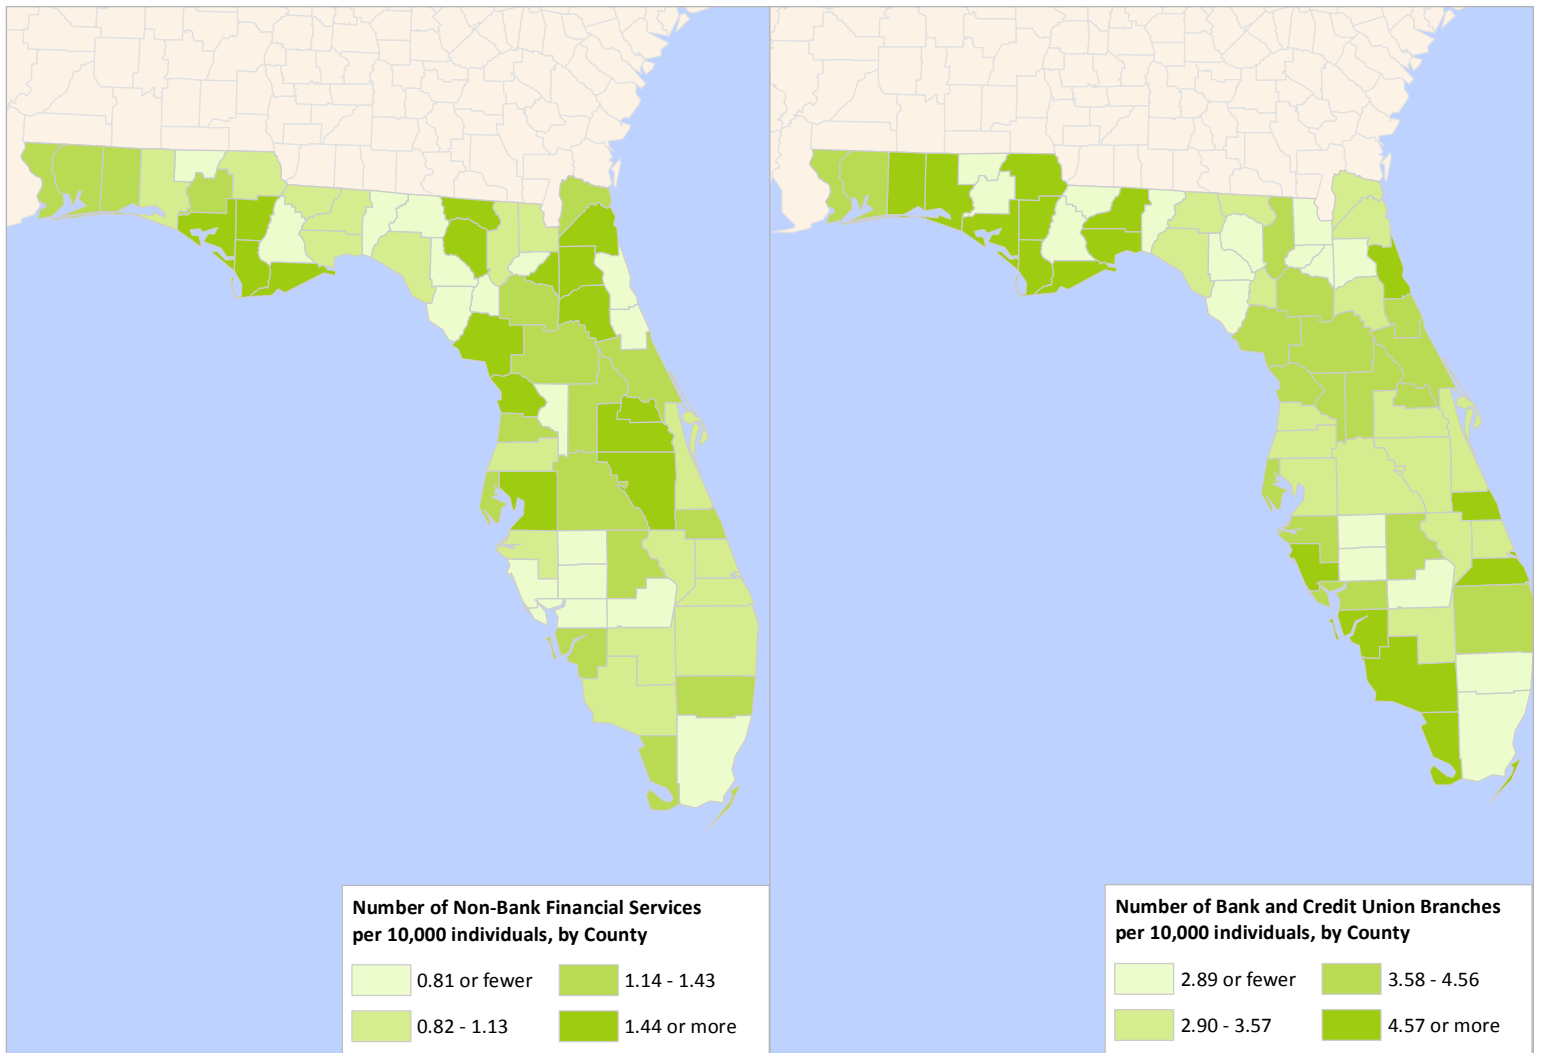 Number of Non-Bank Financial Services
per 10,000 individuals, by County
0.81 or fewer
1.14 - 1.43
0.82 - 1.13
1.44 or more
Number of Bank and Credit Union Branches
per 10,000 individuals, by County
2.89 or fewer
3.58 - 4.56
2.90 - 3.57
4.57 or more